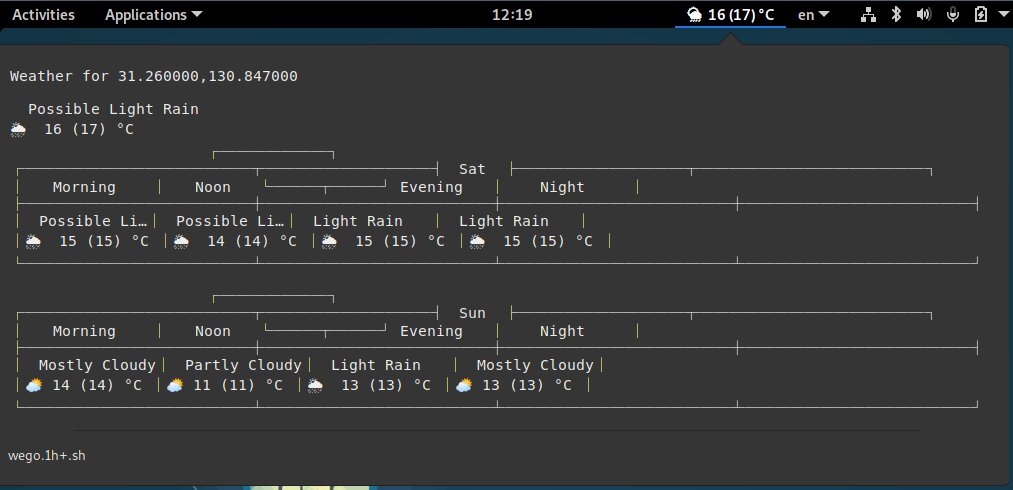 Activities Applications 12:19 16 (17) °C en
Weather for 31.260000,130.847000
Possible Light Rain
16 (17) °C
Sat
Morning Noon Evening Night
Possible Li… Possible Li… Light Rain Light Rain
15 (15) °C 14 (14) °C 15 (15) °C 15 (15) °C
Sun
Morning Noon Evening Night
Mostly Cloudy Partly Cloudy Light Rain Mostly Cloudy
14 (14) °C 11 (11) °C 13 (13) °C 13 (13) °C
wego.1h+.sh